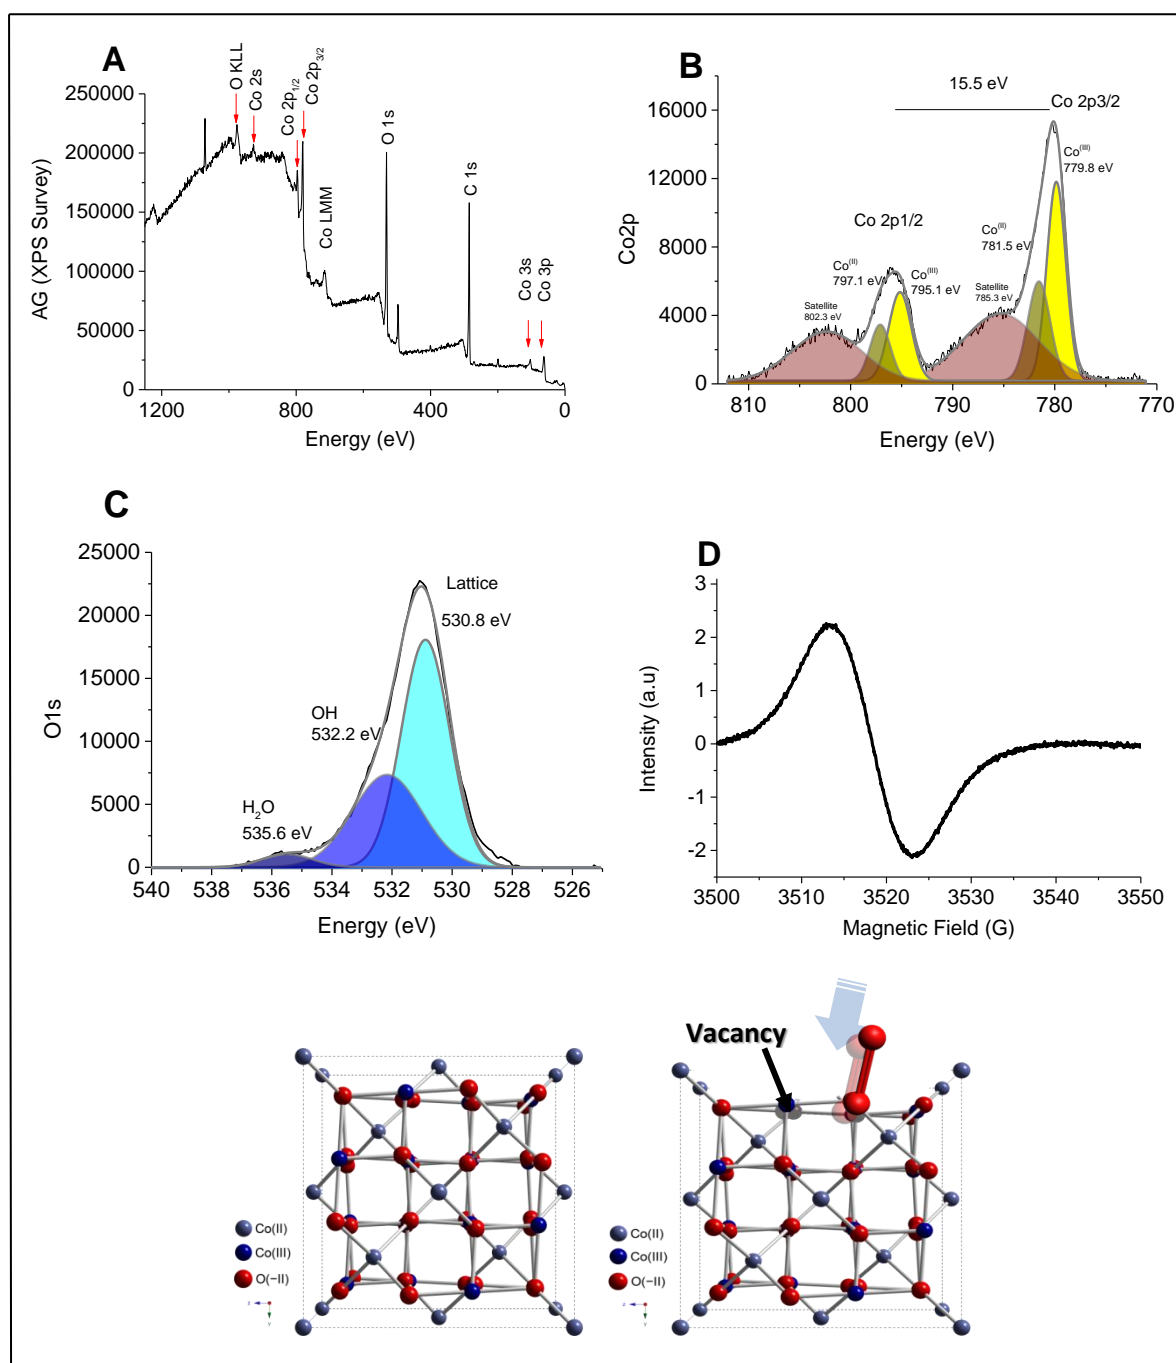 A
O KLL
Co 2s
Co 2p1/2
Co 2p3/2
Co LMM
O 1s
C 1s
Co 3s
Co 3p
AG (XPS Survey)
250000
200000
150000
100000
50000
0
1200
800
400
0
Energy (eV)
B
15.5 eV
Co 2p3/2
Co(III)
779.8 eV
Co(II)
781.5 eV
Co 2p1/2
Co(II)
797.1 eV
Co(III)
795.1 eV
Satellite
785.3 eV
Satellite
802.3 eV
Co2p
16000
12000
8000
4000
0
810
800
790
780
770
Energy (eV)
C
Lattice
530.8 eV
OH
532.2 eV
H2O
535.6 eV
O1s
25000
20000
15000
10000
5000
0
540
538
536
534
532
530
528
526
Energy (eV)
D
Intensity (a.u)
3
2
1
0
-1
-2
3500
3510
3520
3530
3540
3550
Magnetic Field (G)
Co(II)
Co(III)
O(−II)
z
y
Vacancy
Co(II)
Co(III)
O(−II)
z
y